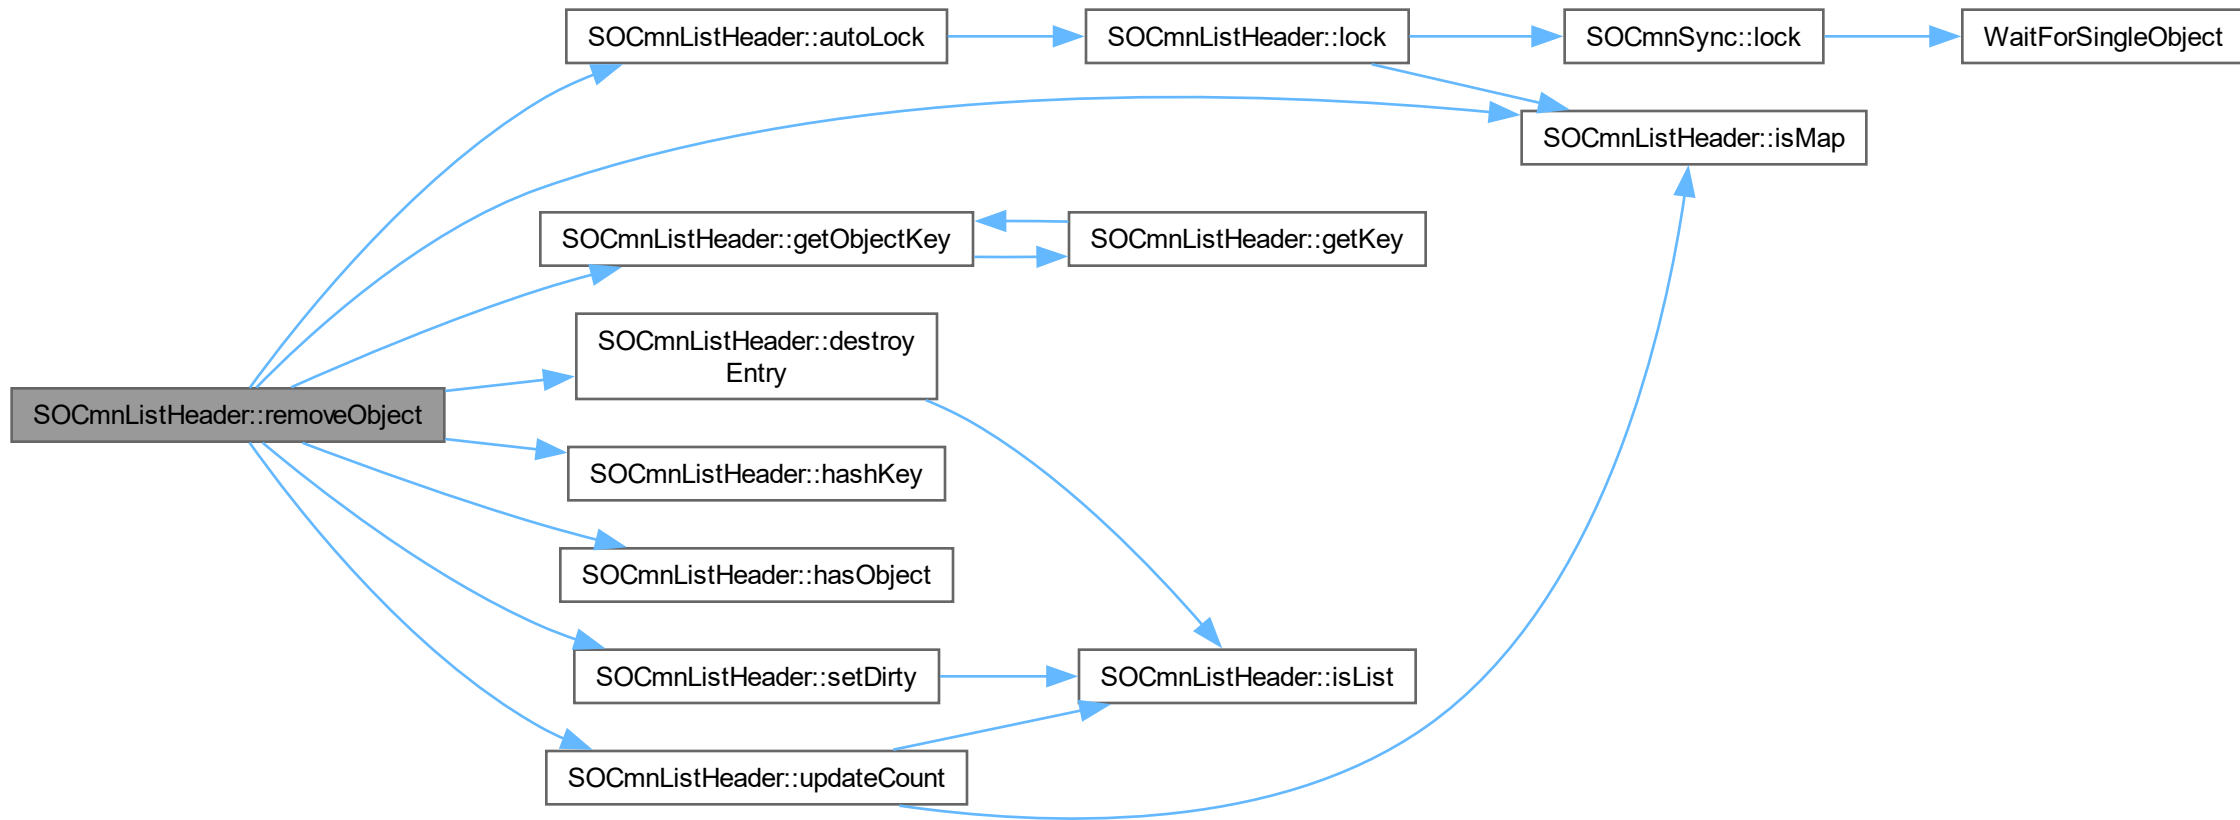 SOCmnListHeader::autoLock
SOCmnListHeader::lock
SOCmnSync::lock
WaitForSingleObject
SOCmnListHeader::isMap
SOCmnListHeader::getObjectKey
SOCmnListHeader::getKey
SOCmnListHeader::destroy
Entry
SOCmnListHeader::removeObject
SOCmnListHeader::hashKey
SOCmnListHeader::hasObject
SOCmnListHeader::setDirty
SOCmnListHeader::isList
SOCmnListHeader::updateCount